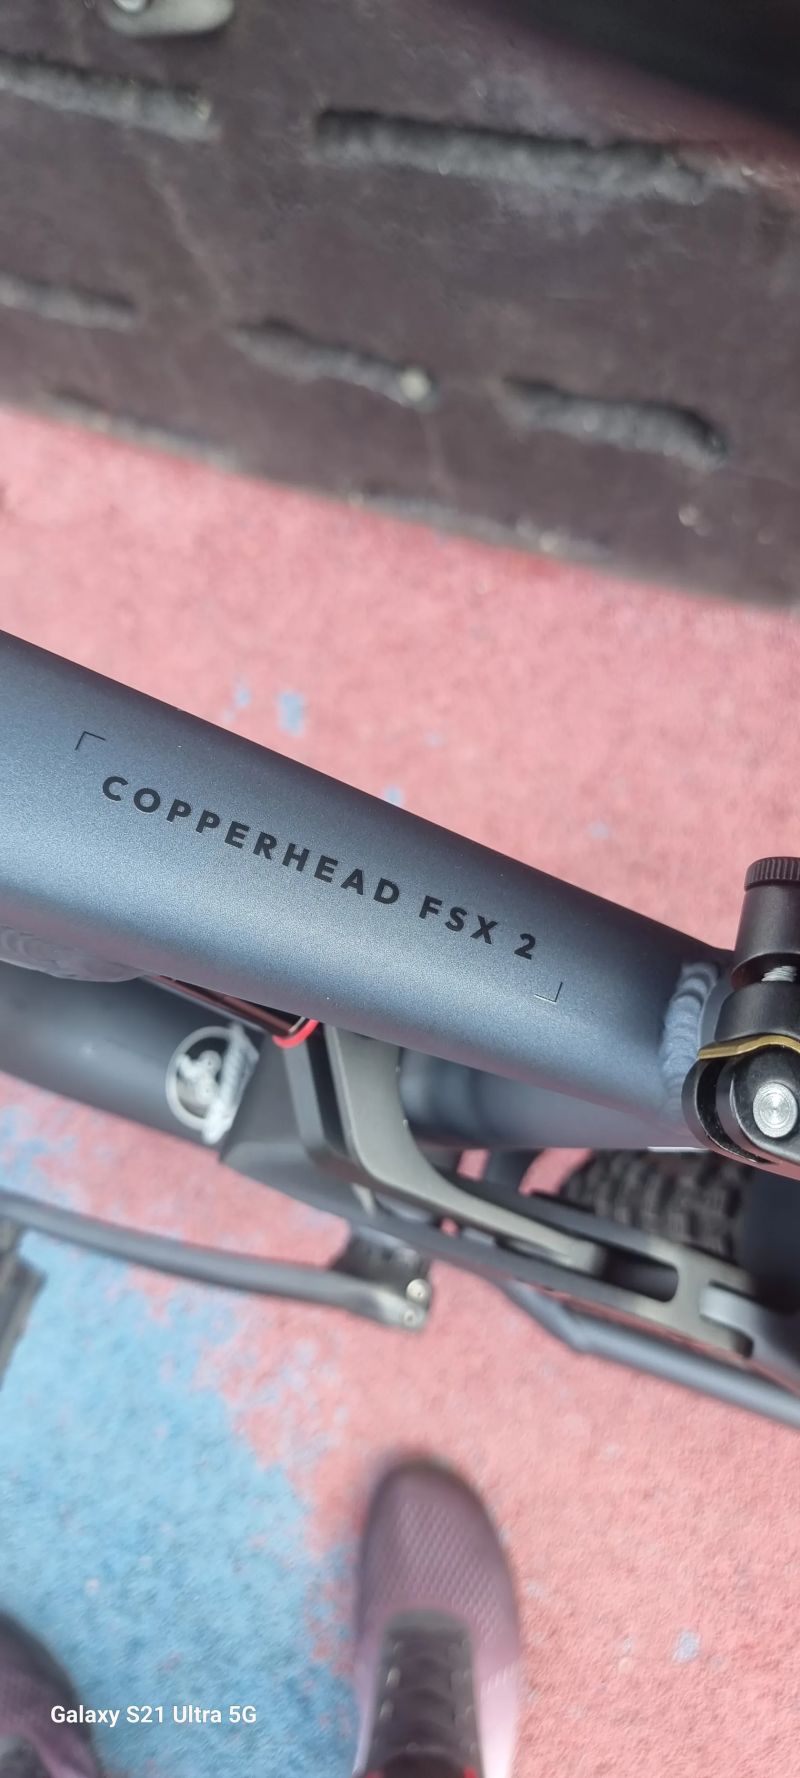 COPPERHEAD FSX 2
Galaxy S21 Ultra 5G